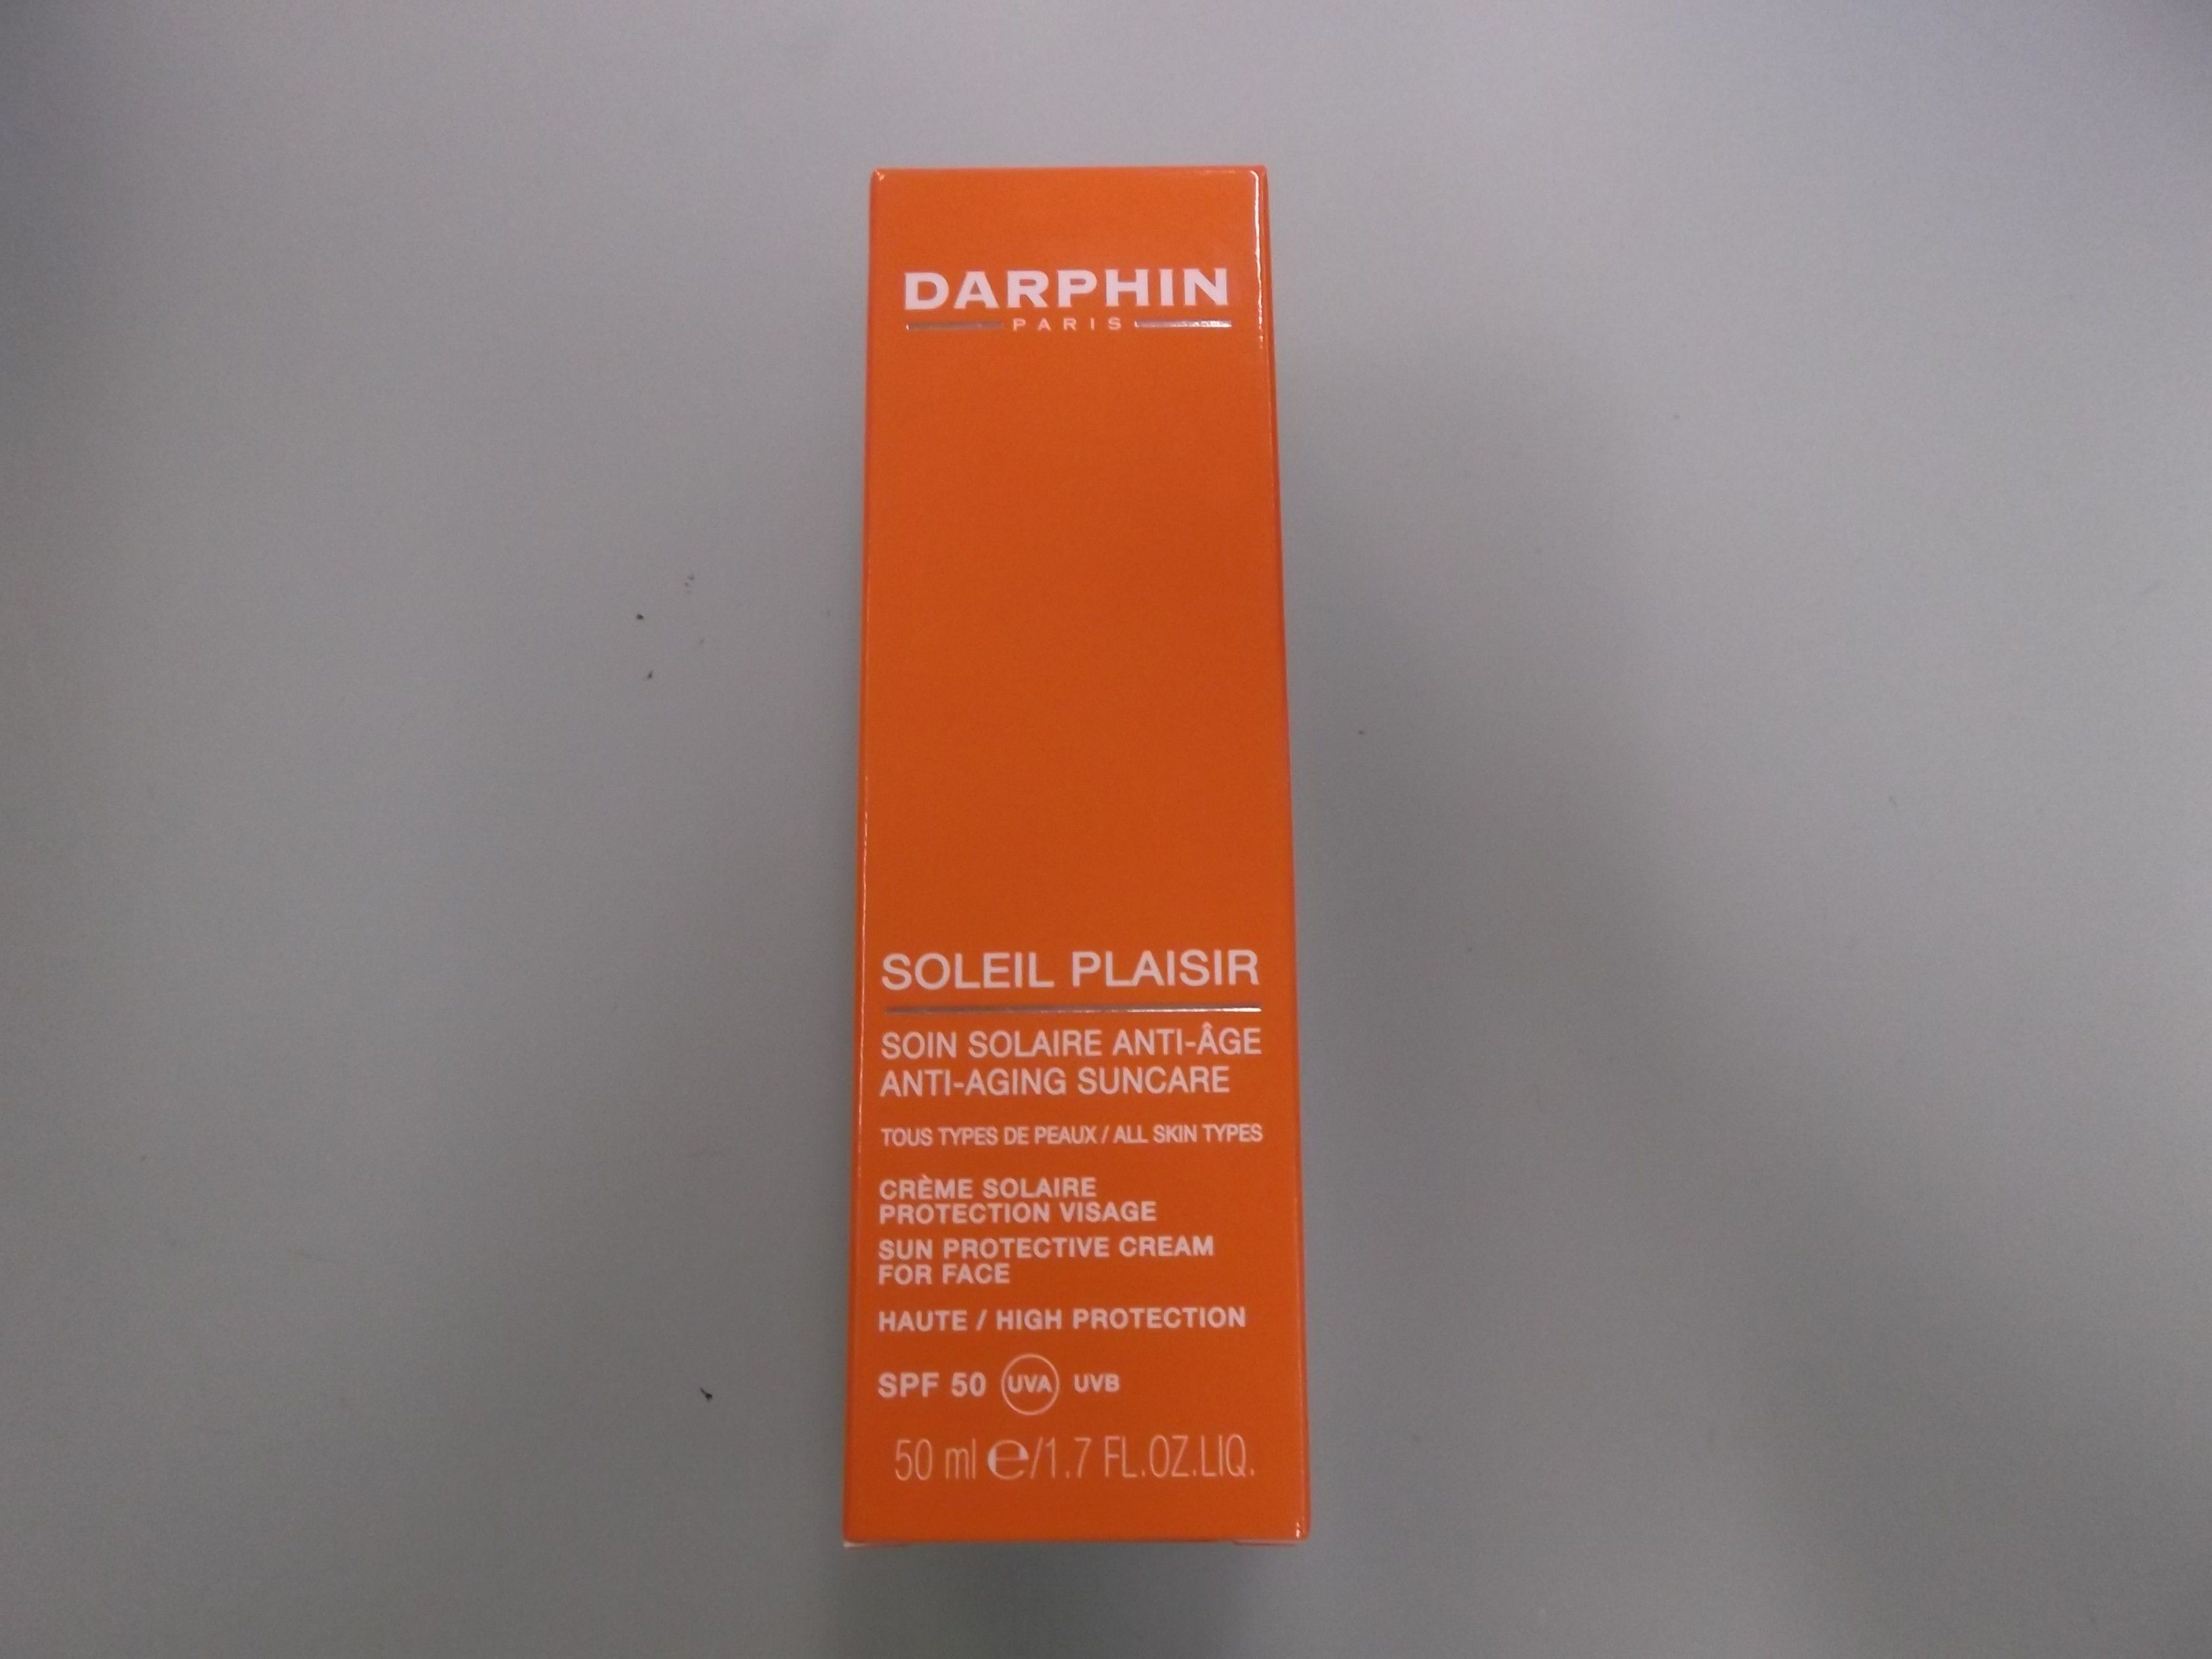 DARPHIN
PARIS
SOLEIL PLAISIR
SOIN SOLAIRE ANTI-ÂGE
ANTI-AGING SUNCARE
TOUS TYPES DE PEAUX / ALL SKIN TYPES
CRÈME SOLAIRE
PROTECTION VISAGE
SUN PROTECTIVE CREAM
FOR FACE
HAUTE / HIGH PROTECTION
SPF 50 UVA UVB
50 ml ℮/1.7 FL.OZ.LIQ.